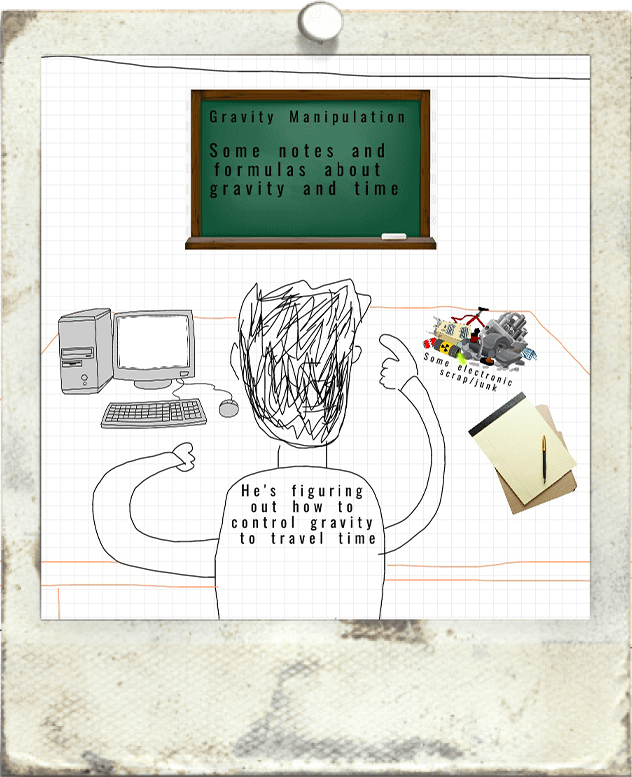 Gravity Manipulation
Some notes and
formulas about
gravity and time
Some electronic
scrap/junk
He's figuring
out how to
control gravity
to travel time